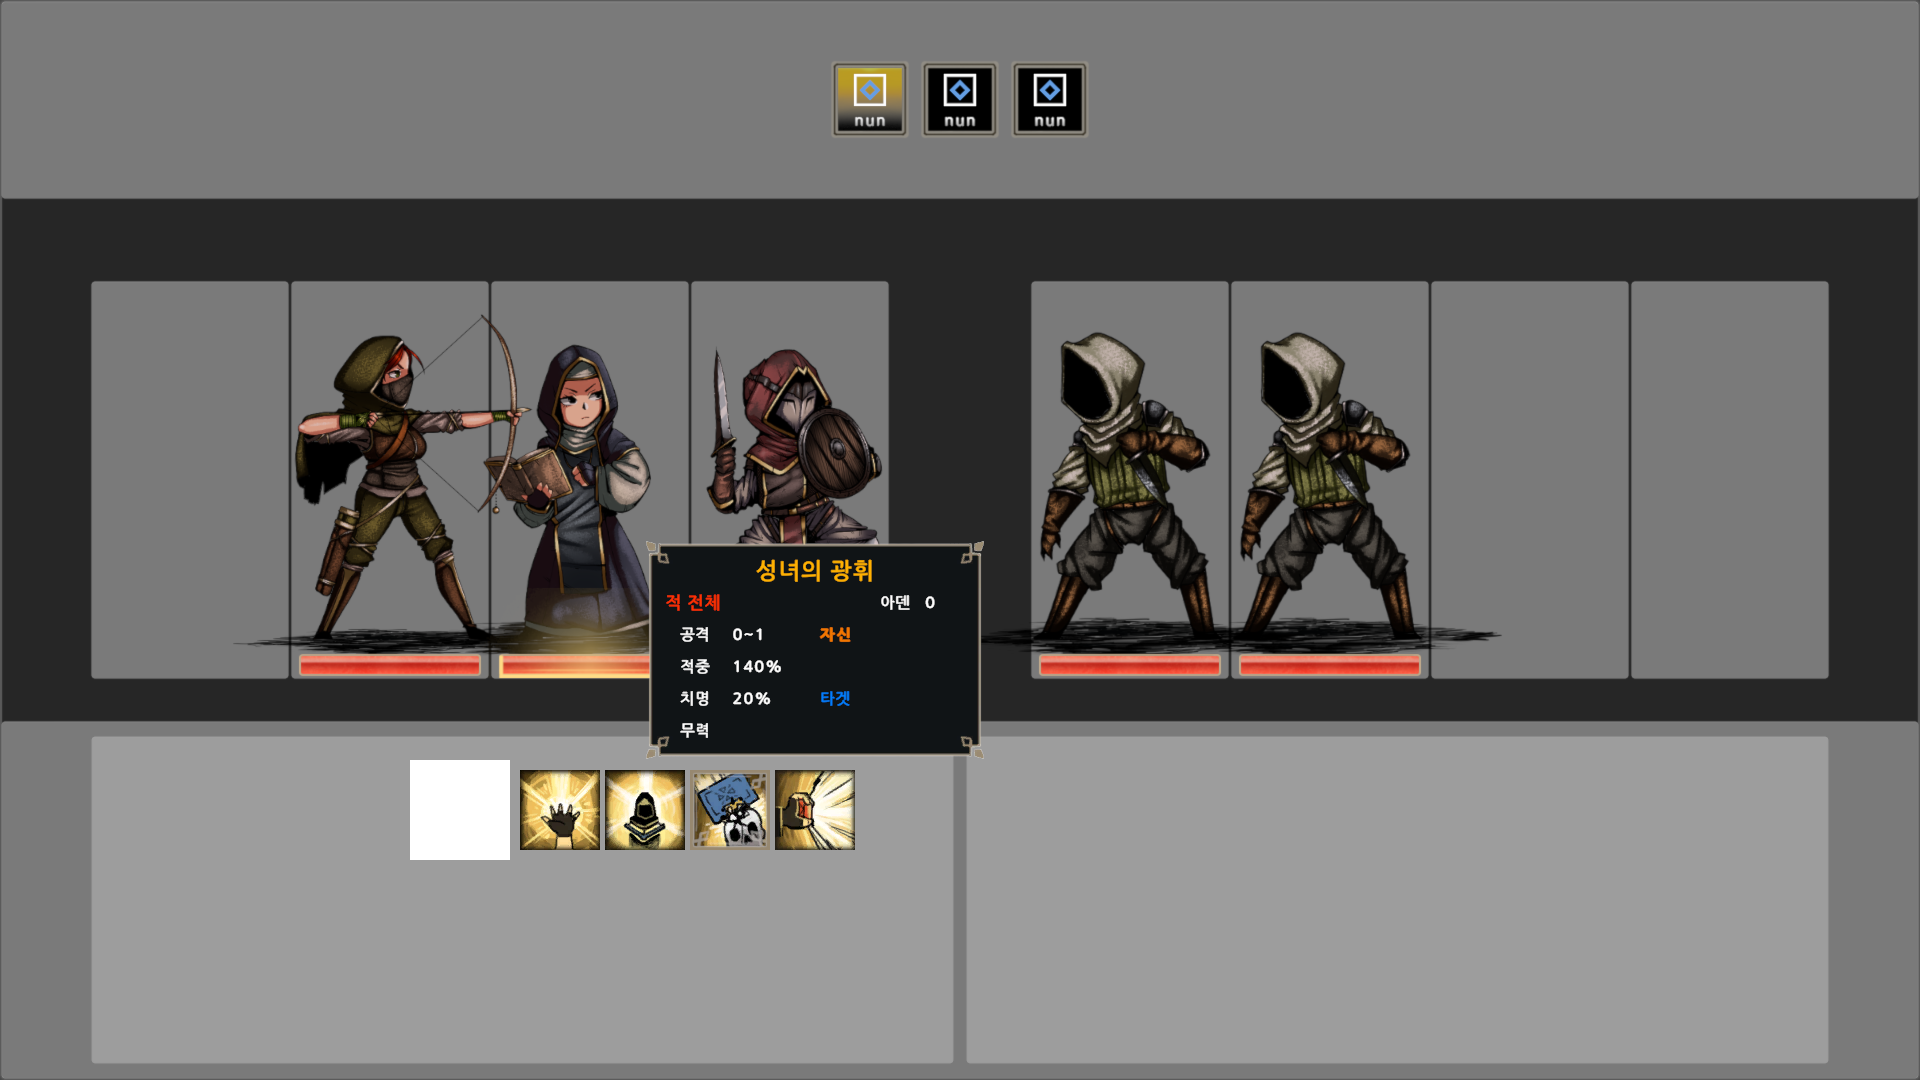 nun nun nun
성녀의 광휘
적 전체 아덴 0
공격 0~1 자신
적중 140%
치명 20% 타겟
무력